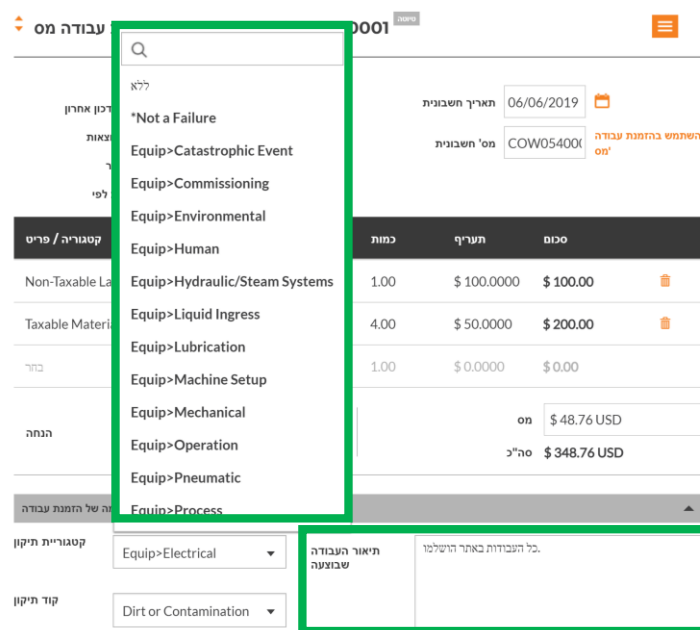 עבודה מס
0001
טיוטה
דכון אחרון
תאריך חשבונית
06/06/2019
מס' חשבונית
COW05400
השתמש בהזמנת עבודה
מס'
לפי
ללא
*Not a Failure
Equip>Catastrophic Event
Equip>Commissioning
Equip>Environmental
Equip>Human
Equip>Hydraulic/Steam Systems
Equip>Liquid Ingress
Equip>Lubrication
Equip>Machine Setup
Equip>Mechanical
Equip>Operation
Equip>Pneumatic
Equip>Process
קטגוריה / פריט
כמות
תעריף
סכום
Non-Taxable La
1.00
$ 100.0000
$ 100.00
Taxable Materi
4.00
$ 50.0000
$ 200.00
בחר
1.00
$ 0.0000
$ 0.00
הנחה
מס
$ 48.76 USD
סה"כ
$ 348.76 USD
מה של הזמנת עבודה
קטגוריית תיקון
Equip>Electrical
תיאור העבודה
שבוצעה
כל העבודות באתר הושלמו.
קוד תיקון
Dirt or Contamination